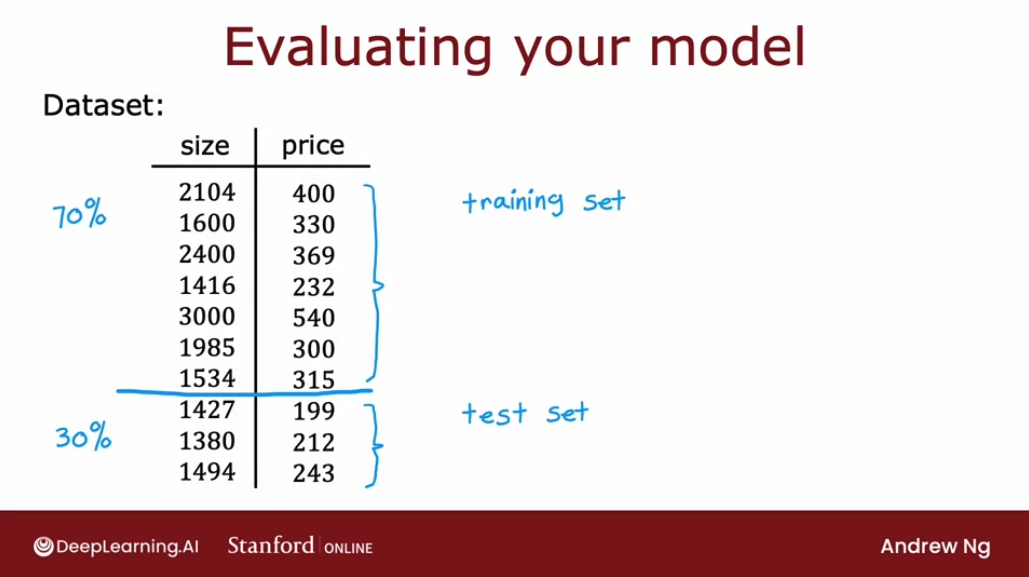 Evaluating your model
Dataset:
size price
2104 400
70% training set
1600 330
2400 369
1416 232
3000 540
1985 300
1534 315
1427 199
test set
30% 1380 212
1494 243
DeepLearning.AI Stanford ONLINE Andrew Ng